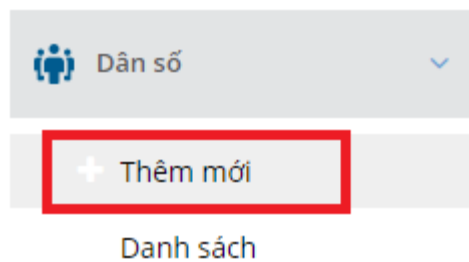 Dân số
Thêm mới
Danh sách